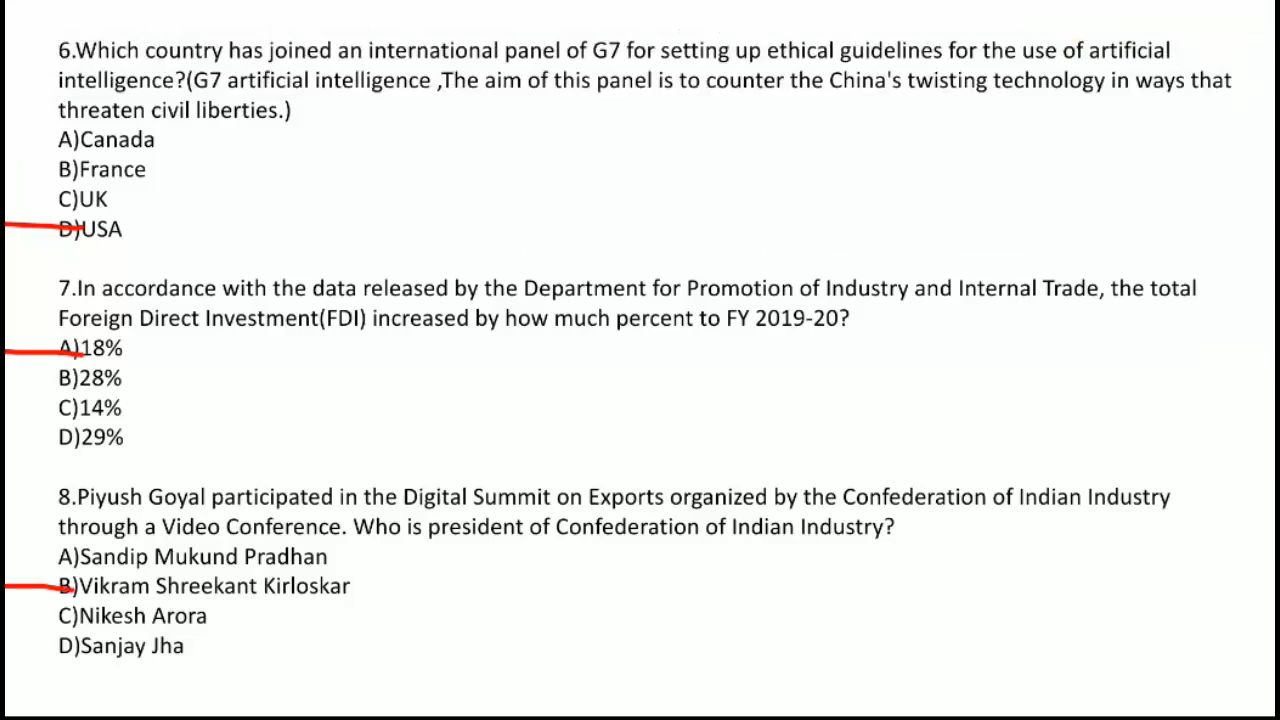 6.Which country has joined an international panel of G7 for setting up ethical guidelines for the use of artificial
intelligence?(G7 artificial intelligence ,The aim of this panel is to counter the China's twisting technology in ways that
threaten civil liberties.)
A)Canada
B)France
C)UK
D)USA
7.In accordance with the data released by the Department for Promotion of Industry and Internal Trade, the total
Foreign Direct Investment(FDI) increased by how much percent to FY 2019-20?
A)18%
B)28%
C)14%
D)29%
8.Piyush Goyal participated in the Digital Summit on Exports organized by the Confederation of Indian Industry
through a Video Conference. Who is president of Confederation of Indian Industry?
A)Sandip Mukund Pradhan
B)Vikram Shreekant Kirloskar
C)Nikesh Arora
D)Sanjay Jha